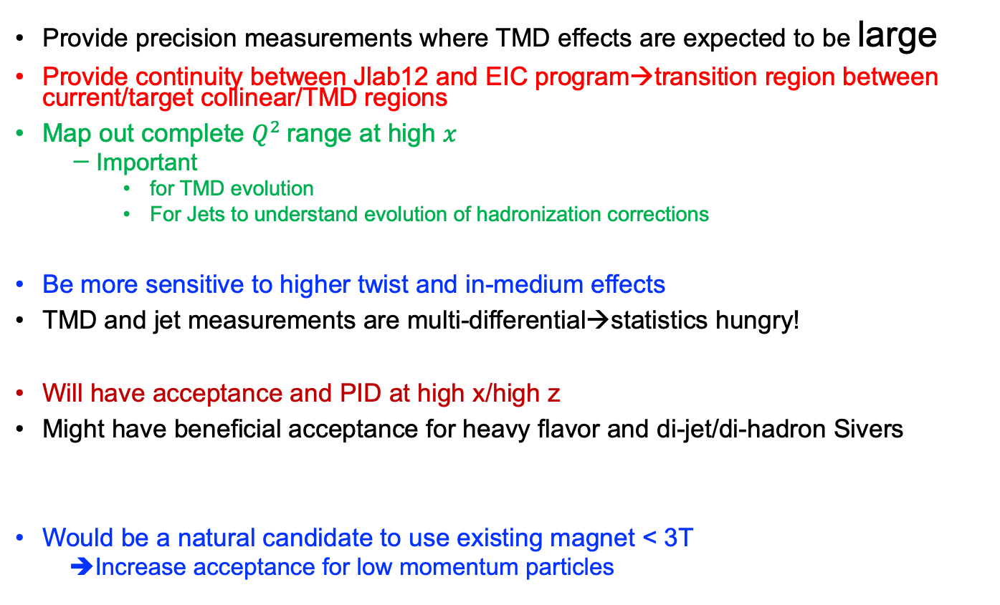 • Provide precision measurements where TMD effects are expected to be large
• Provide continuity between Jlab12 and EIC program→transition region between
current/target collinear/TMD regions
• Map out complete Q² range at high x
– Important
• for TMD evolution
• For Jets to understand evolution of hadronization corrections
• Be more sensitive to higher twist and in-medium effects
• TMD and jet measurements are multi-differential→statistics hungry!
• Will have acceptance and PID at high x/high z
• Might have beneficial acceptance for heavy flavor and di-jet/di-hadron Sivers
• Would be a natural candidate to use existing magnet < 3T
→Increase acceptance for low momentum particles